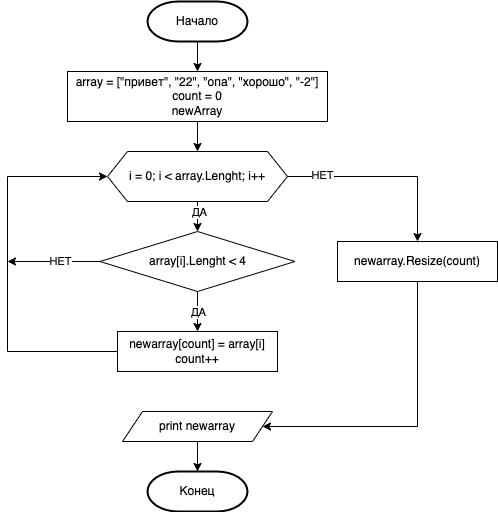 Начало
array = ["привет", "22", "опа", "хорошо", "-2"]
count = 0
newArray
i = 0; i < array.Lenght; i++
НЕТ
ДА
array[i].Lenght < 4
НЕТ
newarray.Resize(count)
ДА
newarray[count] = array[i]
count++
print newarray
Конец